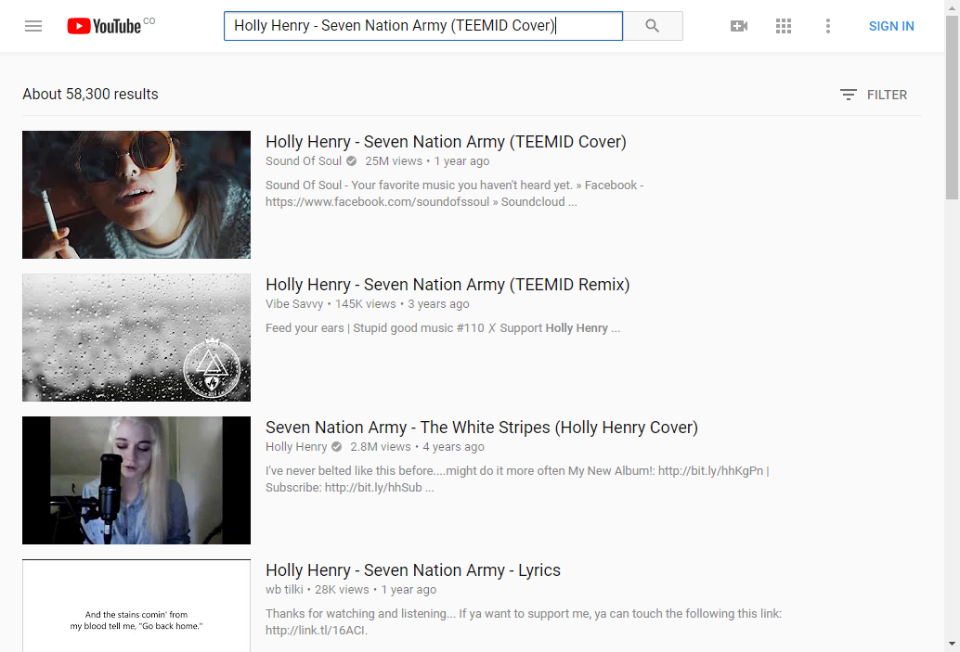 YouTube CO
Holly Henry - Seven Nation Army (TEEMID Cover)
SIGN IN
About 58,300 results
FILTER
Holly Henry - Seven Nation Army (TEEMID Cover)
Sound Of Soul 25M views • 1 year ago
Sound Of Soul - Your favorite music you haven't heard yet. » Facebook -
https://www.facebook.com/soundofssoul » Soundcloud ...
Holly Henry - Seven Nation Army (TEEMID Remix)
Vibe Savvy • 145K views • 3 years ago
Feed your ears | Stupid good music #110 ✗ Support Holly Henry ...
Seven Nation Army - The White Stripes (Holly Henry Cover)
Holly Henry 2.8M views • 4 years ago
I've never belted like this before....might do it more often My New Album!: http://bit.ly/hhKgPn |
Subscribe: http://bit.ly/hhSub ...
And the stains comin' from
my blood tell me, "Go back home."
Holly Henry - Seven Nation Army - Lyrics
wb tilki • 28K views • 1 year ago
Thanks for watching and listening... If ya want to support me, ya can touch the following this link:
http://link.tl/16ACI.